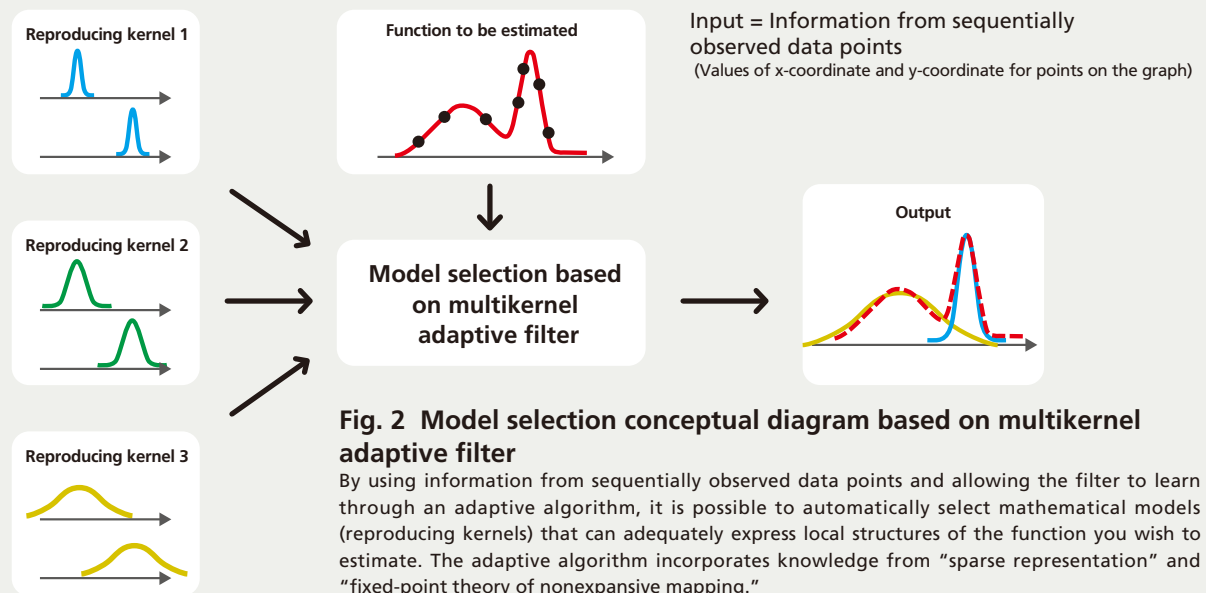 Reproducing kernel 1
Function to be estimated
Input = Information from sequentially
observed data points
(Values of x-coordinate and y-coordinate for points on the graph)
Reproducing kernel 2
Model selection based
on multikernel
adaptive filter
Output
Reproducing kernel 3
Fig. 2 Model selection conceptual diagram based on multikernel
adaptive filter
By using information from sequentially observed data points and allowing the filter to learn
through an adaptive algorithm, it is possible to automatically select mathematical models
(reproducing kernels) that can adequately express local structures of the function you wish to
estimate. The adaptive algorithm incorporates knowledge from “sparse representation” and
“fixed-point theory of nonexpansive mapping.”